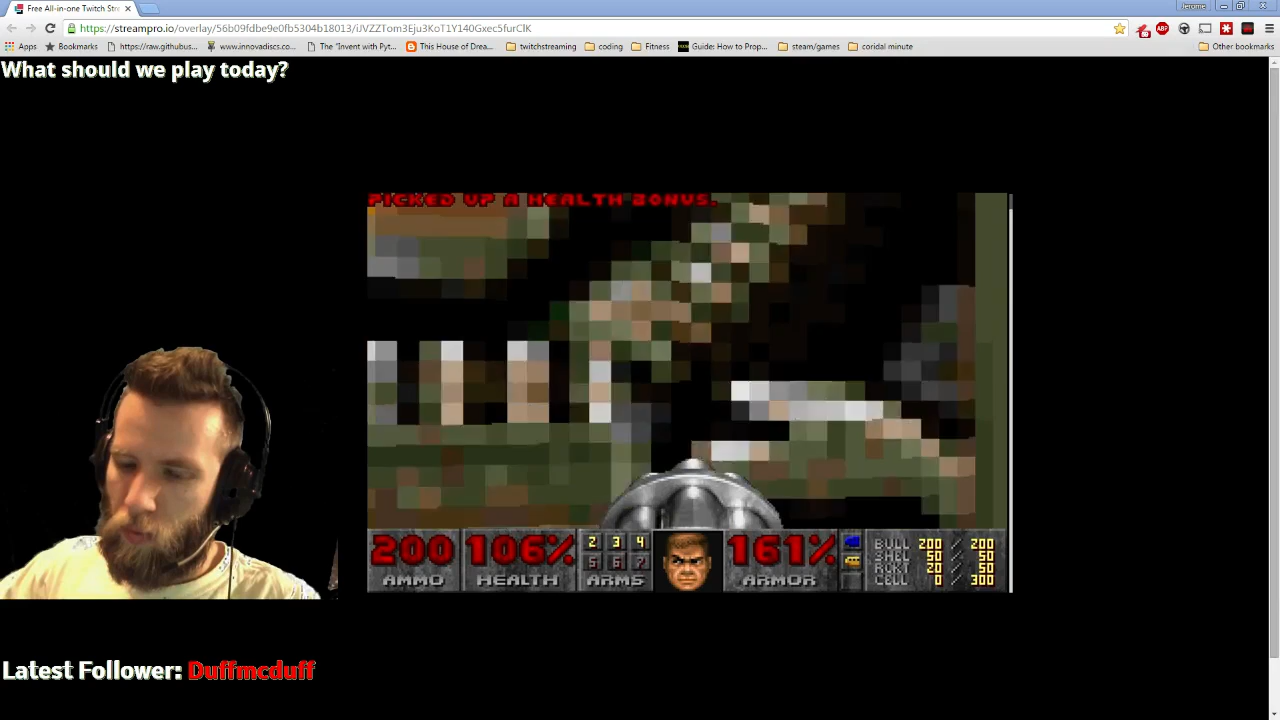 Free All-in-one Twitch Stre
Jerome
https://streampro.io/overlay/56b09fdbe9e0fb5304b18013/iJVZZTom3Eju3KoT1Y140Gxec5furClK
Apps
Bookmarks
https://raw.githubus...
www.innovadiscs.co...
The "Invent with Pyt...
This House of Drea...
twitchstreaming
coding
Fitness
Guide: How to Prop...
steam/games
coridal minute
Other bookmarks
What should we play today?
PICKED UP A HEALTH BONUS.
200 106% 2 3 4 161%
5 6 7
AMMO HEALTH ARMS ARMOR
BULL 200 / 200
SHEL 50 / 50
RCKT 20 / 50
CELL 0 / 300
Latest Follower: Duffmcduff